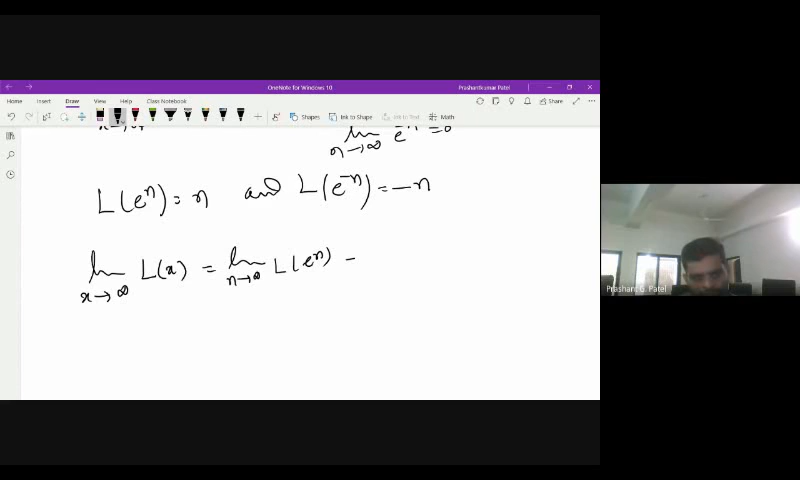 OneNote for Windows 10
Prashantkumar Patel
Home Insert Draw View Help Class Notebook Share
Shapes Ink to Shape Ink to Text Math
lim e^-n = 0
n→∞
L(e^n) = n and L(e^-n) = -n
lim L(x) = lim L(e^n) -
x→∞ n→∞
Prashant G. Patel